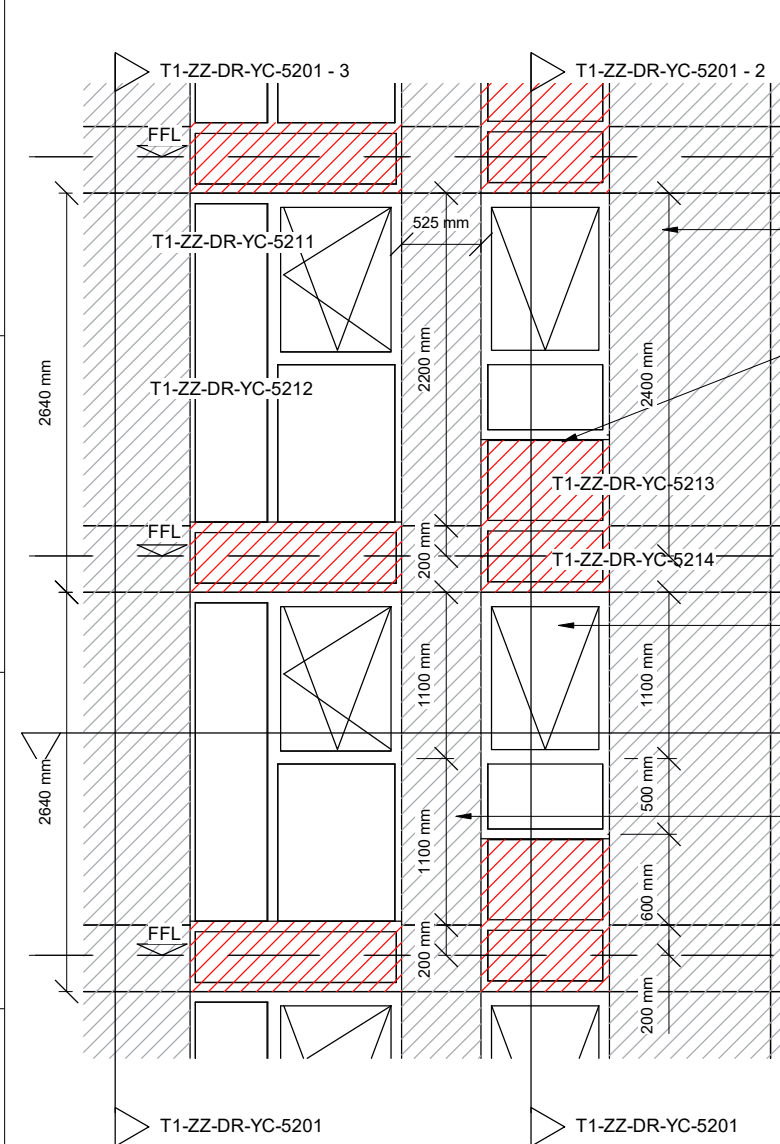 T1-ZZ-DR-YC-5201 - 3
T1-ZZ-DR-YC-5201 - 2
FFL
525 mm
T1-ZZ-DR-YC-5211
2640 mm
2200 mm
2400 mm
T1-ZZ-DR-YC-5212
T1-ZZ-DR-YC-5213
FFL
200 mm
T1-ZZ-DR-YC-5214
1100 mm
1100 mm
2640 mm
500 mm
1100 mm
600 mm
FFL
200 mm
200 mm
T1-ZZ-DR-YC-5201
T1-ZZ-DR-YC-5201